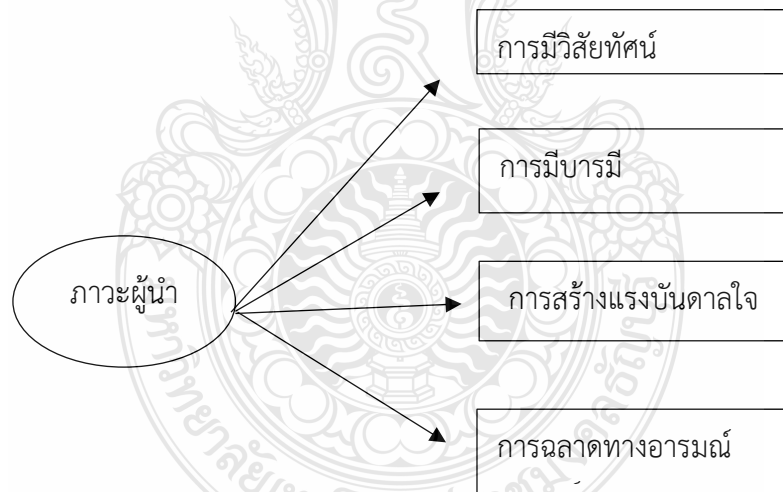 การมีวิสัยทัศน์
การมีบารมี
ภาวะผู้นำ
การสร้างแรงบันดาลใจ
การฉลาดทางอารมณ์